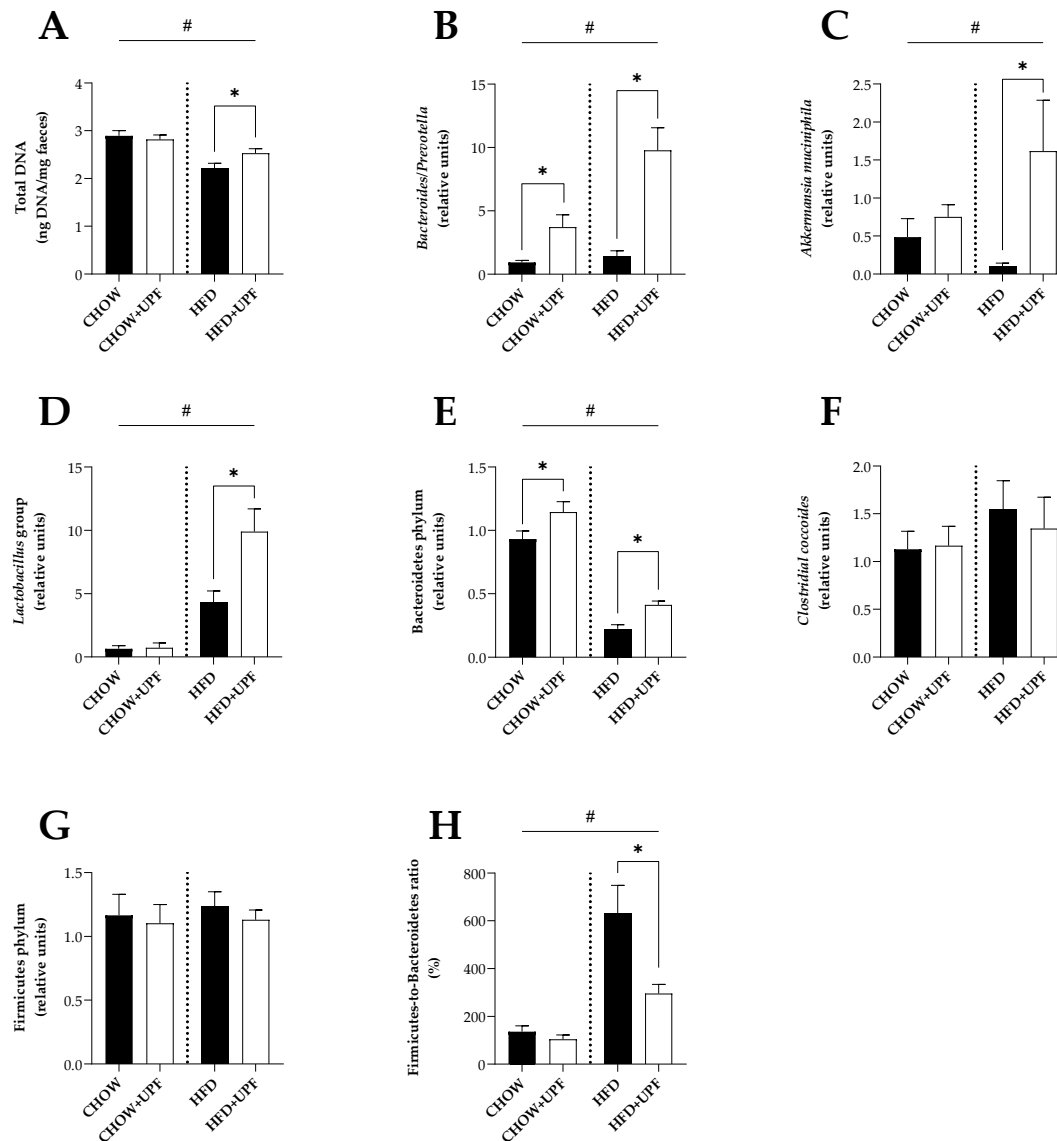 A
#
Total DNA
(ng DNA/mg faeces)
4
3
2
1
0
*
CHOW
CHOW+UPF
HFD
HFD+UPF
B
#
Bacteroides/Prevotella
(relative units)
15
10
5
0
*
*
CHOW
CHOW+UPF
HFD
HFD+UPF
C
#
Akkermansia muciniphila
(relative units)
2.5
2.0
1.5
1.0
0.5
0.0
*
CHOW
CHOW+UPF
HFD
HFD+UPF
D
#
Lactobacillus group
(relative units)
15
10
5
0
*
CHOW
CHOW+UPF
HFD
HFD+UPF
E
#
Bacteroidetes phylum
(relative units)
1.5
1.0
0.5
0.0
*
*
CHOW
CHOW+UPF
HFD
HFD+UPF
F
Clostridial coccoides
(relative units)
2.0
1.5
1.0
0.5
0.0
CHOW
CHOW+UPF
HFD
HFD+UPF
G
Firmicutes phylum
(relative units)
1.5
1.0
0.5
0.0
CHOW
CHOW+UPF
HFD
HFD+UPF
H
#
Firmicutes-to-Bacteroidetes ratio
(%)
800
600
400
200
0
*
CHOW
CHOW+UPF
HFD
HFD+UPF